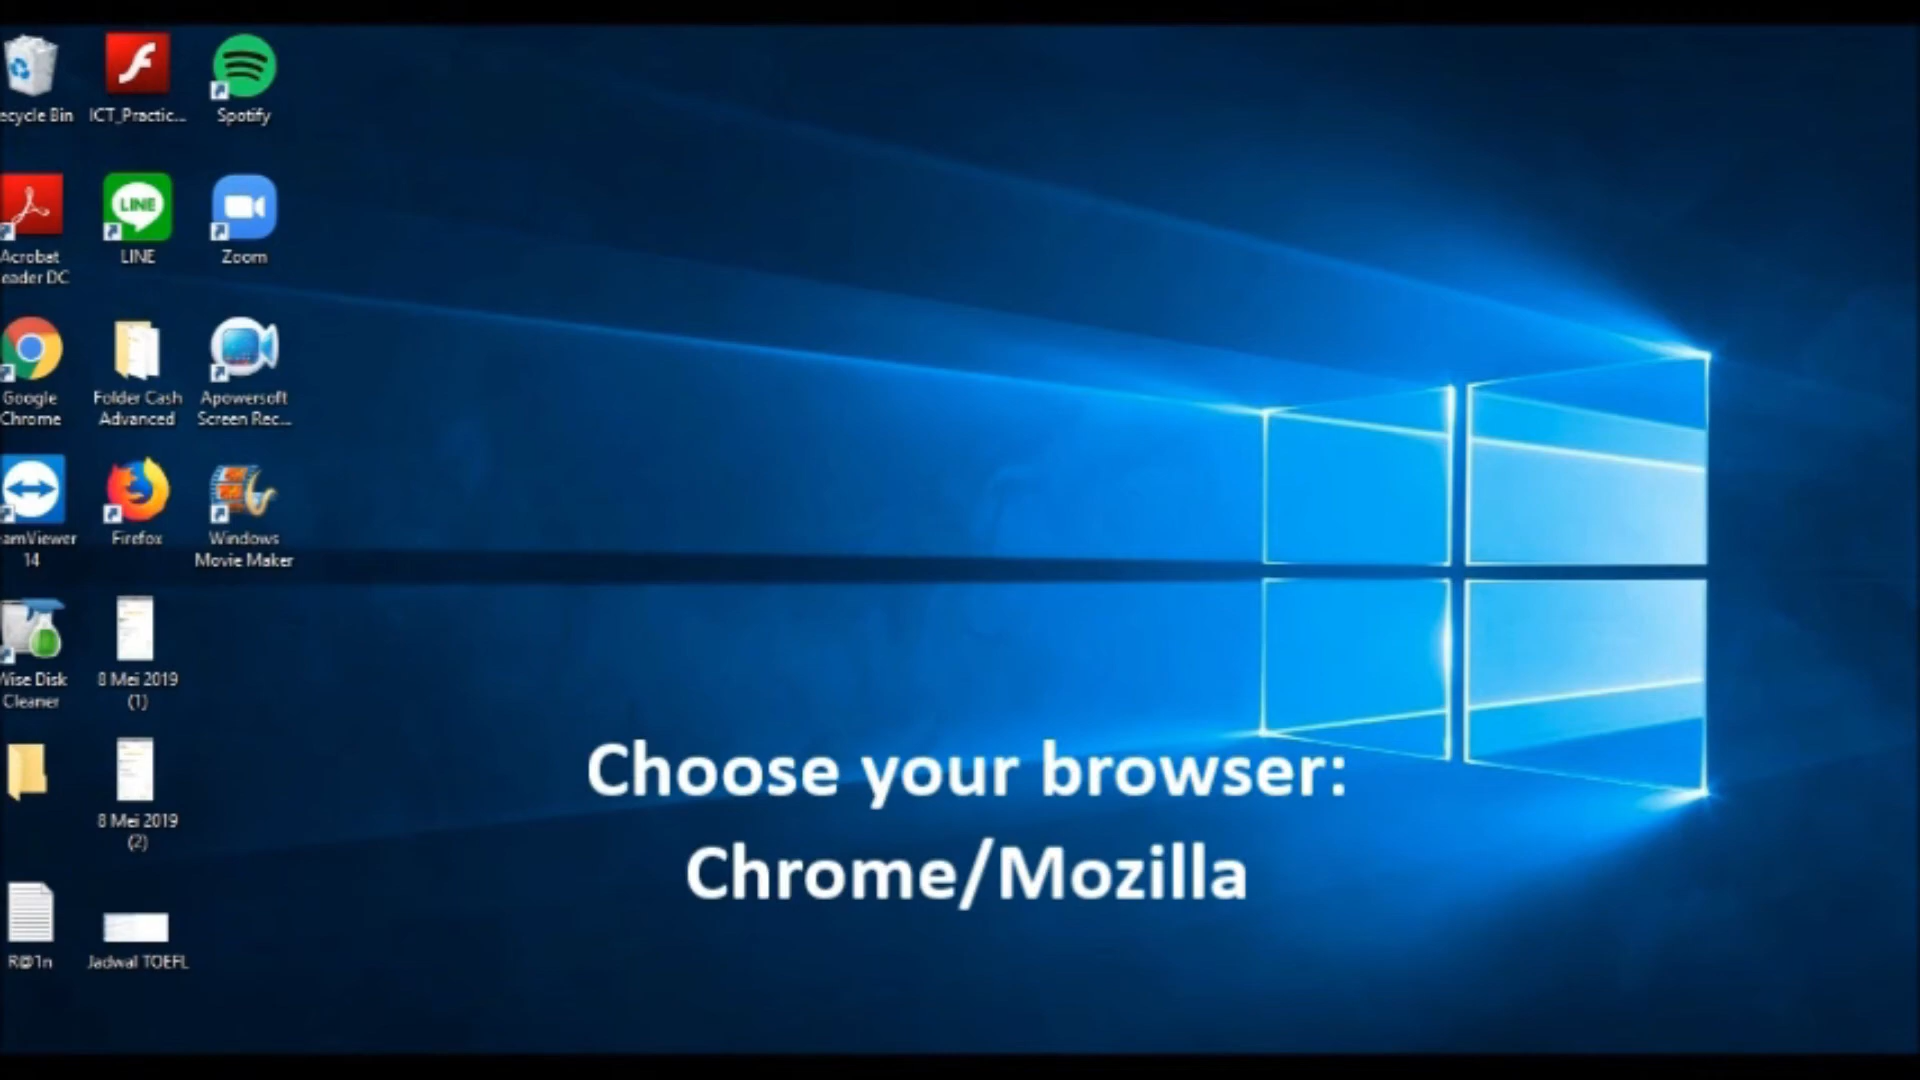 ecycle Bin
ICT_Practic...
Spotify
Acrobat
eader DC
LINE
LINE
Zoom
Google
Chrome
Folder Cash
Advanced
Apowersoft
Screen Rec...
amViewer
14
Firefox
Windows
Movie Maker
Wise Disk
Cleaner
8 Mei 2019
(1)
8 Mei 2019
(2)
R@1n
Jadwal TOEFL
Choose your browser:
Chrome/Mozilla